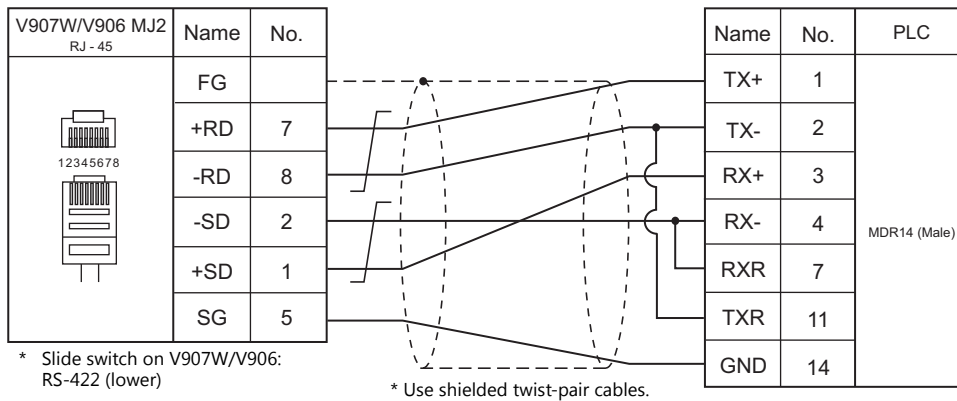 V907W/V906 MJ2 Name No.
RJ - 45
FG
+RD 7
12345678
-RD 8
-SD 2
+SD 1
SG 5
* Slide switch on V907W/V906:
RS-422 (lower)
* Use shielded twist-pair cables.
Name No. PLC
TX+ 1
TX- 2
RX+ 3
RX- 4
MDR14 (Male)
RXR 7
TXR 11
GND 14